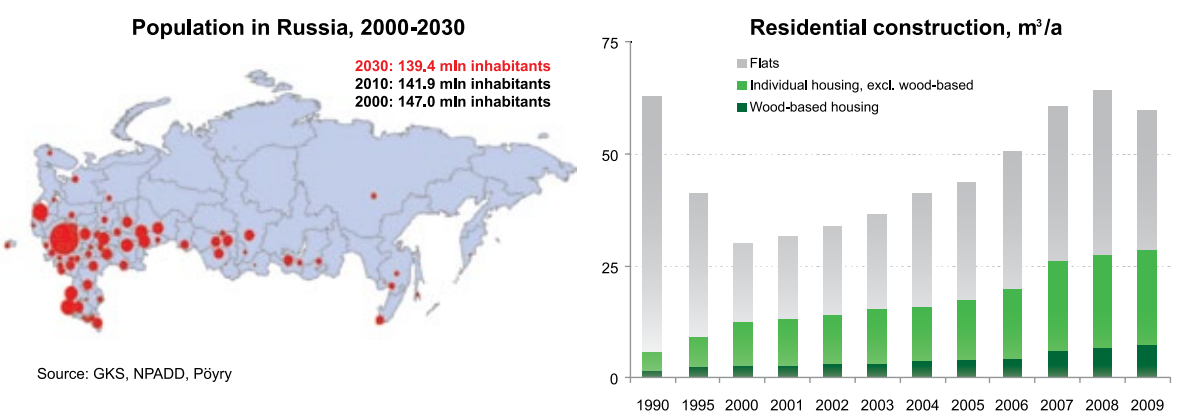 Population in Russia, 2000-2030
2030: 139.4 mln inhabitants
2010: 141.9 mln inhabitants
2000: 147.0 mln inhabitants
Source: GKS, NPADD, Pöyry
Residential construction, m³/a
75
50
25
0
Flats
Individual housing, excl. wood-based
Wood-based housing
1990 1995 2000 2001 2002 2003 2004 2005 2006 2007 2008 2009